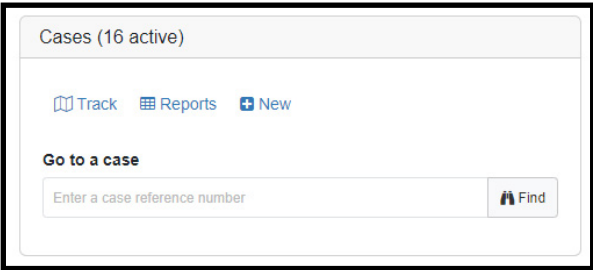 Cases (16 active)
Track Reports New
Go to a case
Enter a case reference number Find